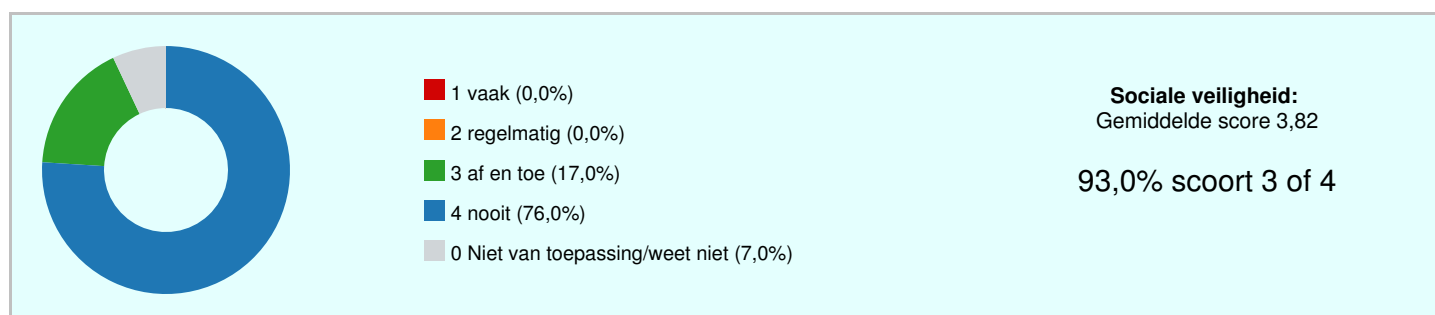 1 vaak (0,0%)
2 regelmatig (0,0%)
3 af en toe (17,0%)
4 nooit (76,0%)
0 Niet van toepassing/weet niet (7,0%)
Sociale veiligheid:
Gemiddelde score 3,82
93,0% scoort 3 of 4